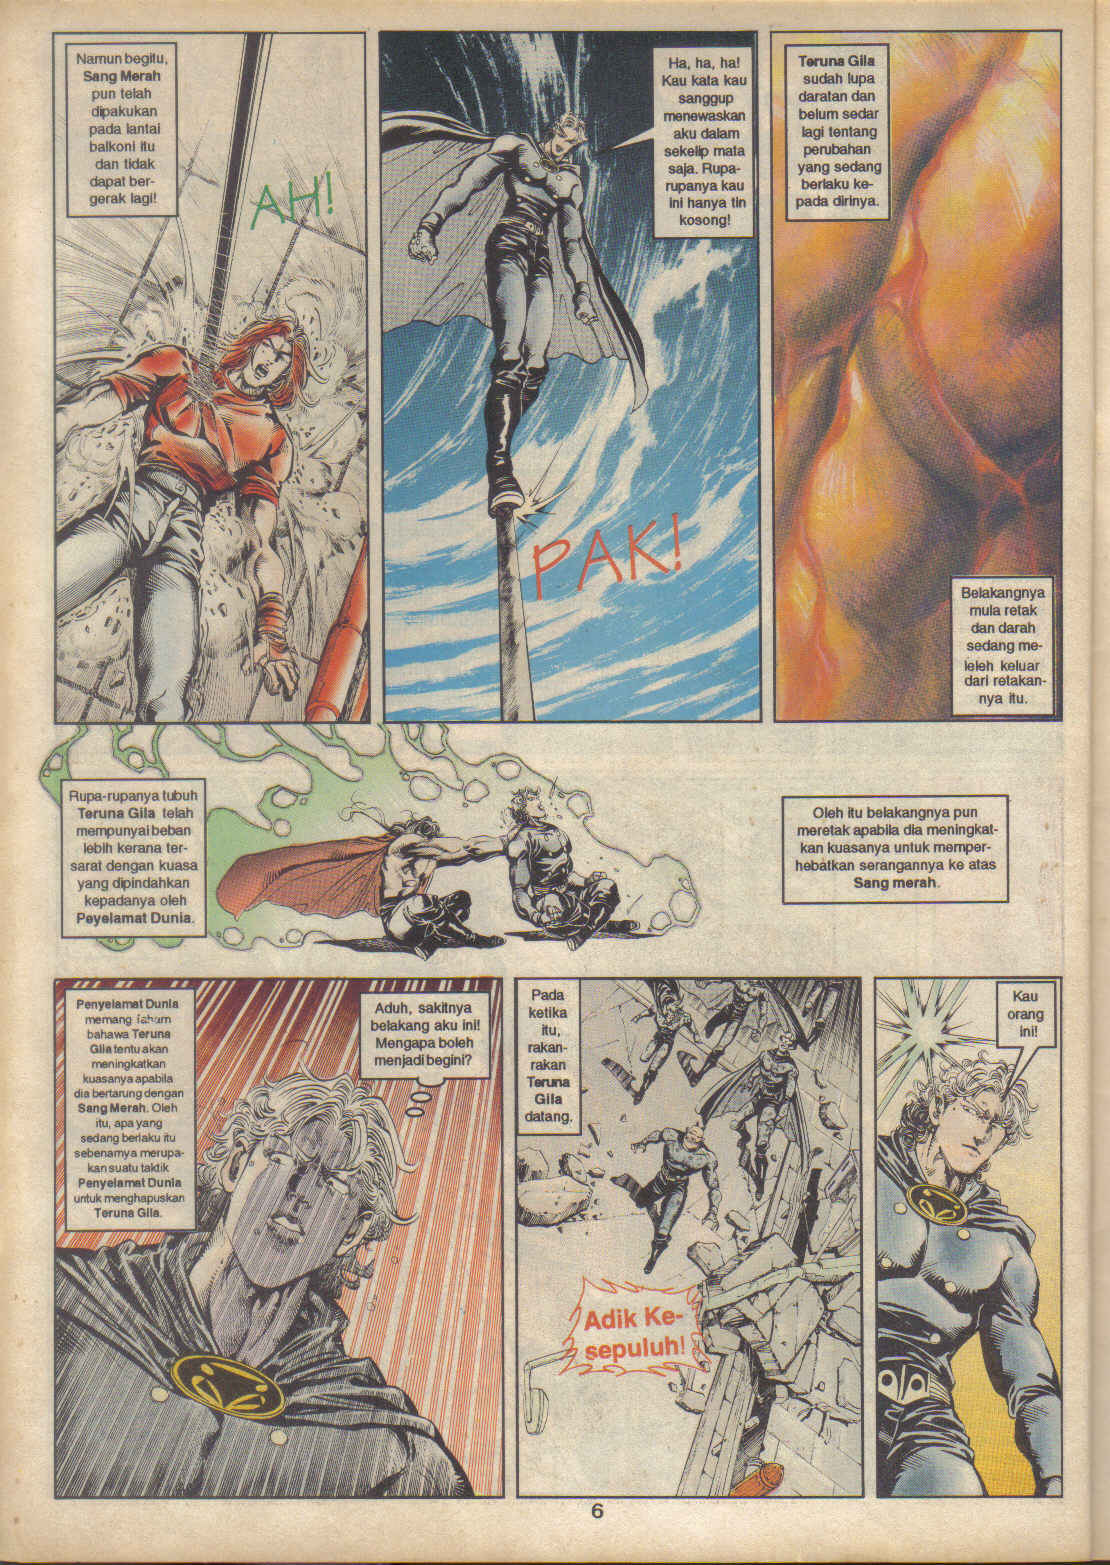 Namun begitu,
Sang Merah
pun telah
dipakukan
pada lantai
balkoni itu
dan tidak
dapat ber-
gerak lagi!
AH!
Ha, ha, ha!
Kau kata kau
sanggup
menewaskan
aku dalam
sekelip mata
saja. Rupa-
rupanya kau
ini hanya tin
kosong!
PAK!
Teruna Gila
sudah lupa
daratan dan
belum sedar
lagi tentang
perubahan
yang sedang
berlaku ke-
pada dirinya.
Belakangnya
mula retak
dan darah
sedang me-
leleh keluar
dari retakan-
nya itu.
Rupa-rupanya tubuh
Teruna Gila telah
mempunyai beban
lebih kerana ter-
sarat dengan kuasa
yang dipindahkan
kepadanya oleh
Peyelamat Dunia.
Oleh itu belakangnya pun
meretak apabila dia meningkat-
kan kuasanya untuk memper-
hebatkan serangannya ke atas
Sang merah.
Penyelamat Dunia
memang faham
bahawa Teruna
Gila tentu akan
meningkatkan
kuasanya apabila
dia bertarung dengan
Sang Merah. Oleh
itu, apa yang
sedang berlaku itu
sebenarnya merupa-
kan suatu taktik
Penyelamat Dunia
untuk menghapuskan
Teruna Gila.
Aduh, sakitnya
belakang aku ini!
Mengapa boleh
menjadi begini?
Pada
ketika
itu,
rakan-
rakan
Teruna
Gila
datang.
Adik Ke-
sepuluh!
Kau
orang
ini!
6